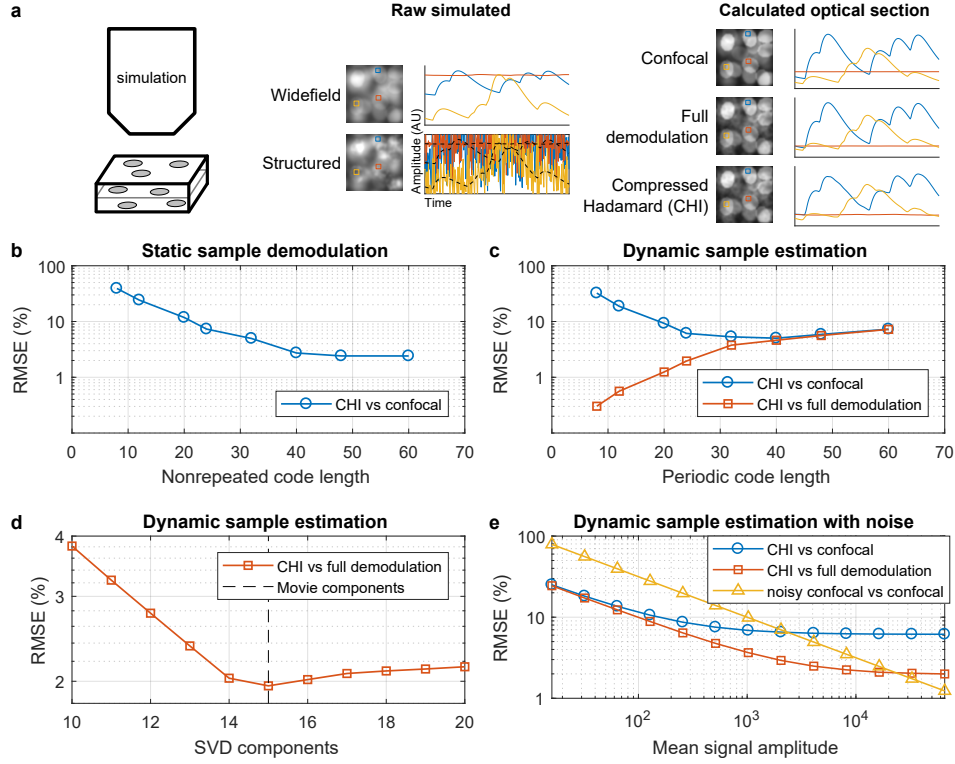 a
Raw simulated
Calculated optical section
simulation
Widefield
Structured
Amplitude (AU)
Time
Confocal
Full
demodulation
Compressed
Hadamard (CHI)
b
Static sample demodulation
100
10
1
RMSE (%)
0 10 20 30 40 50 60 70
Nonrepeated code length
CHI vs confocal
c
Dynamic sample estimation
100
10
1
RMSE (%)
0 10 20 30 40 50 60 70
Periodic code length
CHI vs confocal
CHI vs full demodulation
d
Dynamic sample estimation
4
3
2
RMSE (%)
10 12 14 16 18 20
SVD components
CHI vs full demodulation
Movie components
e
Dynamic sample estimation with noise
100
10
1
RMSE (%)
10² 10³ 10⁴
Mean signal amplitude
CHI vs confocal
CHI vs full demodulation
noisy confocal vs confocal